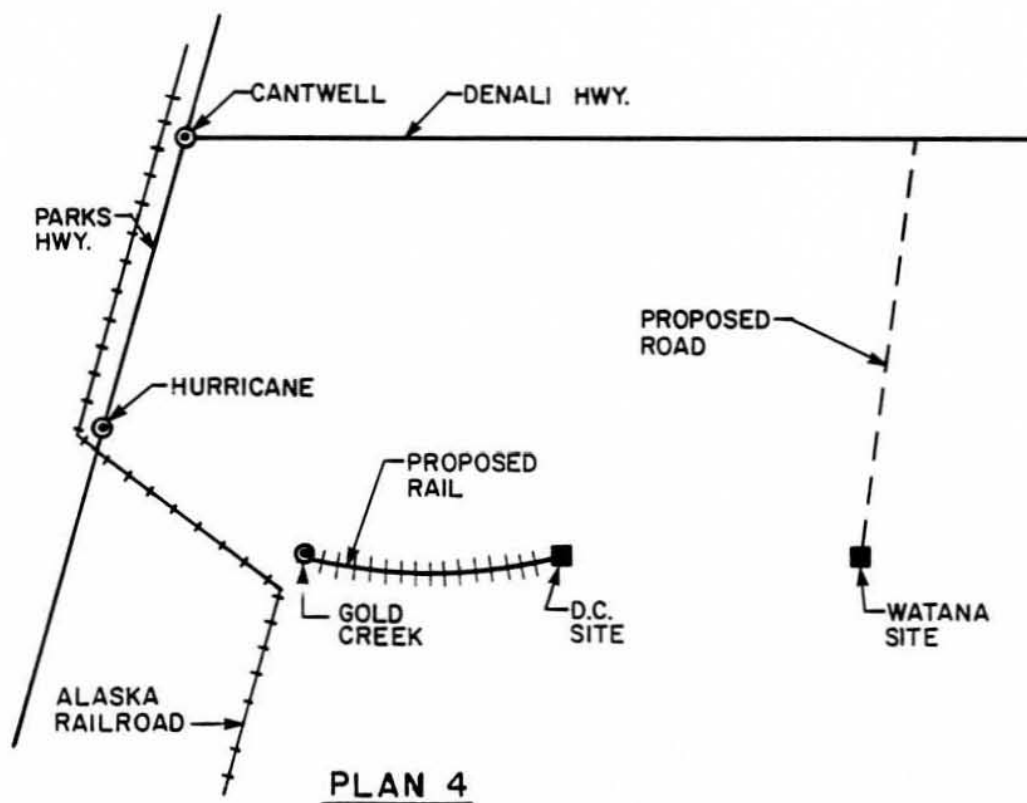 CANTWELL
DENALI HWY.
PARKS
HWY.
PROPOSED
ROAD
HURRICANE
PROPOSED
RAIL
GOLD
CREEK
D.C.
SITE
WATANA
SITE
ALASKA
RAILROAD
PLAN 4